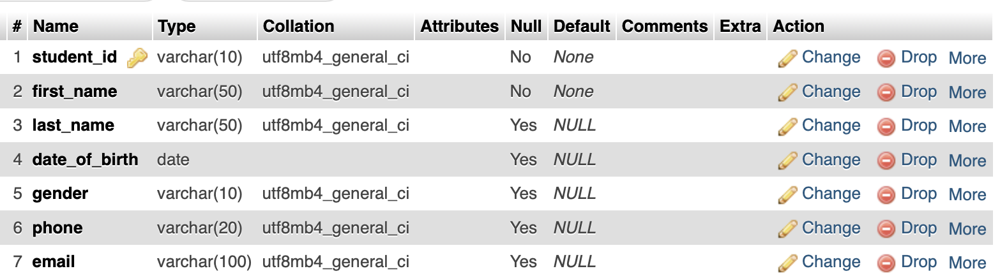 # Name Type Collation Attributes Null Default Comments Extra Action
1 student_id varchar(10) utf8mb4_general_ci No None Change Drop More
2 first_name varchar(50) utf8mb4_general_ci No None Change Drop More
3 last_name varchar(50) utf8mb4_general_ci Yes NULL Change Drop More
4 date_of_birth date Yes NULL Change Drop More
5 gender varchar(10) utf8mb4_general_ci Yes NULL Change Drop More
6 phone varchar(20) utf8mb4_general_ci Yes NULL Change Drop More
7 email varchar(100) utf8mb4_general_ci Yes NULL Change Drop More